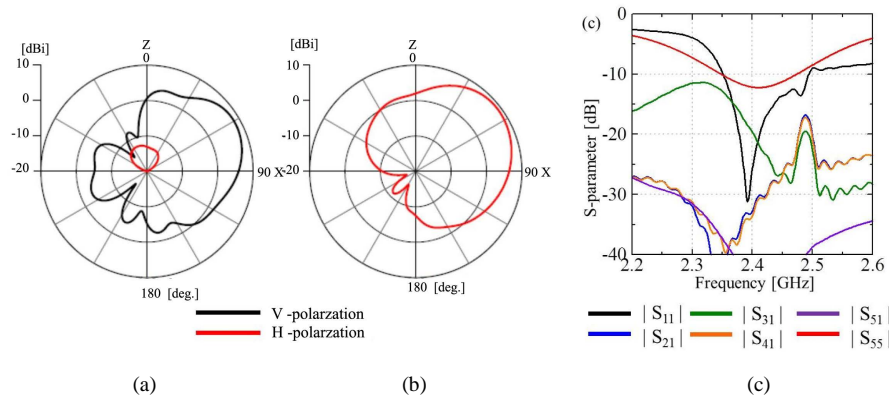 Z
0
[dBi]
10
0
-10
-20
90 X
180 [deg.]
Z
0
[dBi]
10
0
-10
-20
90 X
180 [deg.]
V -polarzation
H -polarzation
(c)
0
-10
-20
-30
-40
S-parameter [dB]
2.2 2.3 2.4 2.5 2.6
Frequency [GHz]
| S11 | | S31 | | S51 |
| S21 | | S41 | | S55 |
(a) (b) (c)